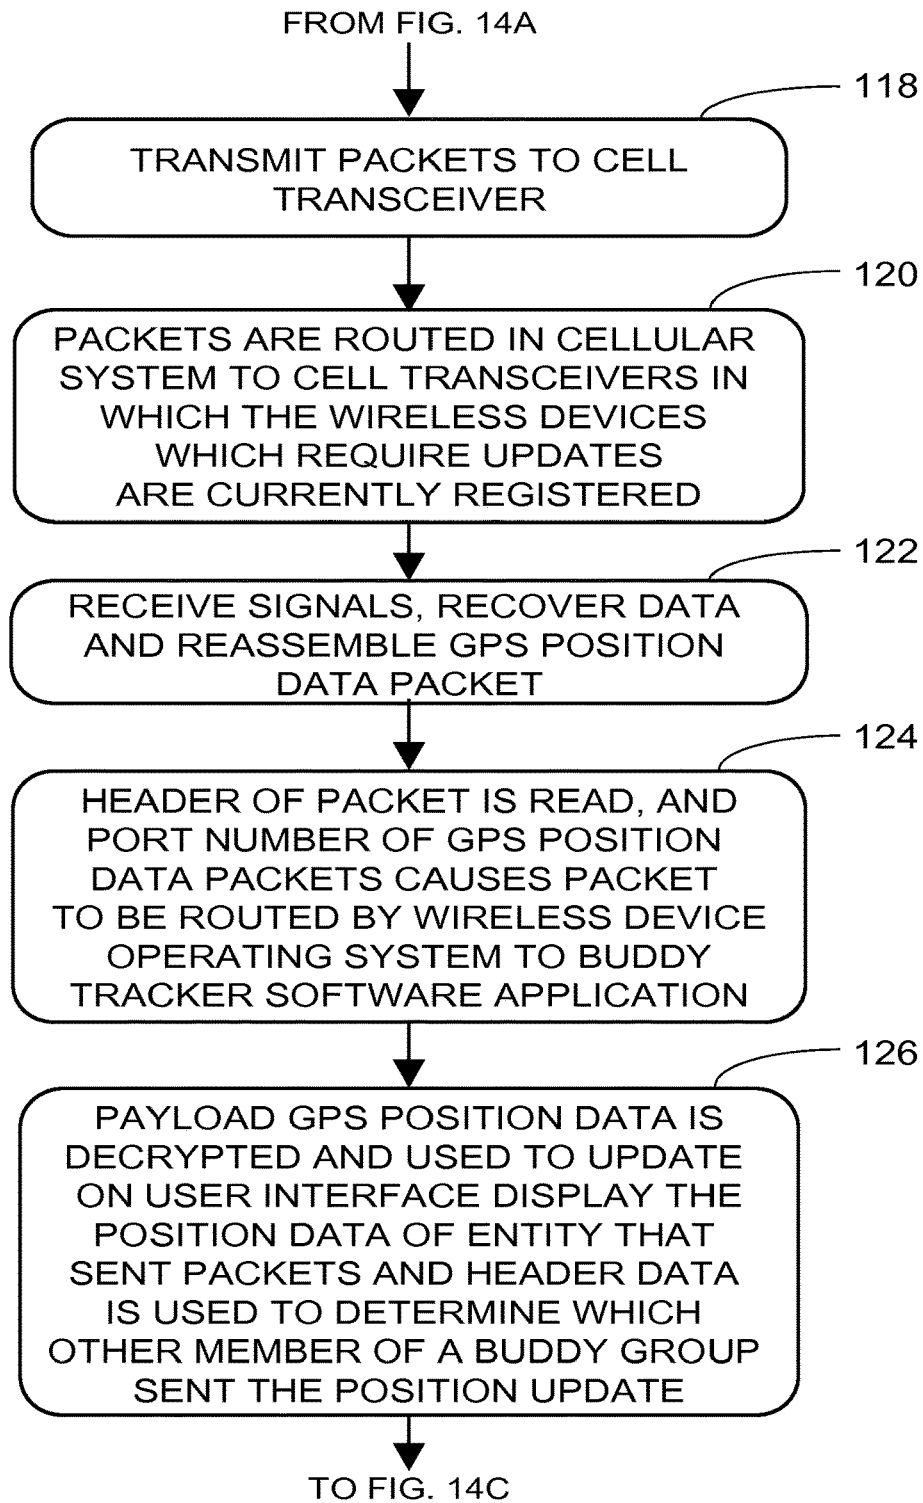 FROM FIG. 14A
118
TRANSMIT PACKETS TO CELL
TRANSCEIVER
120
PACKETS ARE ROUTED IN CELLULAR
SYSTEM TO CELL TRANSCEIVERS IN
WHICH THE WIRELESS DEVICES
WHICH REQUIRE UPDATES
ARE CURRENTLY REGISTERED
122
RECEIVE SIGNALS, RECOVER DATA
AND REASSEMBLE GPS POSITION
DATA PACKET
124
HEADER OF PACKET IS READ, AND
PORT NUMBER OF GPS POSITION
DATA PACKETS CAUSES PACKET
TO BE ROUTED BY WIRELESS DEVICE
OPERATING SYSTEM TO BUDDY
TRACKER SOFTWARE APPLICATION
126
PAYLOAD GPS POSITION DATA IS
DECRYPTED AND USED TO UPDATE
ON USER INTERFACE DISPLAY THE
POSITION DATA OF ENTITY THAT
SENT PACKETS AND HEADER DATA
IS USED TO DETERMINE WHICH
OTHER MEMBER OF A BUDDY GROUP
SENT THE POSITION UPDATE
TO FIG. 14C